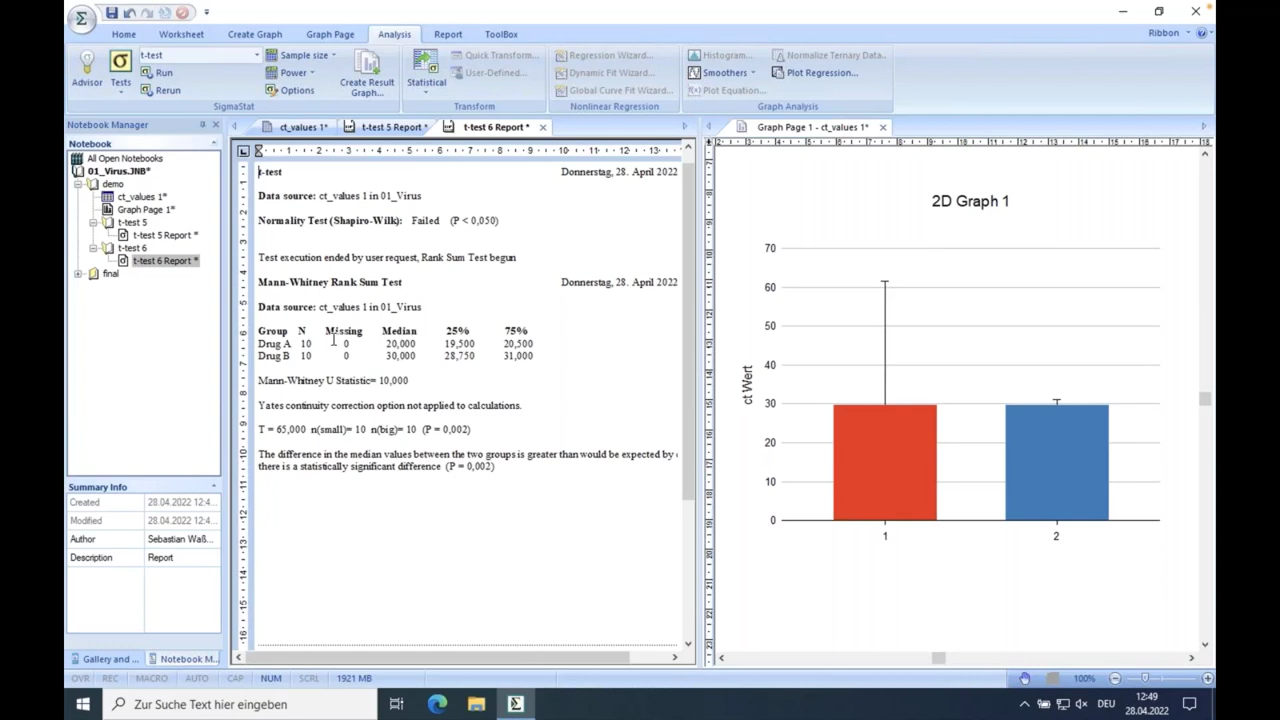 Home Worksheet Create Graph Graph Page Analysis Report ToolBox Ribbon
t-test Sample size Quick Transform... Regression Wizard... Histogram... Normalize Ternary Data...
Run Power User-Defined... Dynamic Fit Wizard... Smoothers Plot Regression...
Advisor Tests Rerun Options Create Result Graph... Statistical Global Curve Fit Wizard... Plot Equation...
SigmaStat Transform Nonlinear Regression Graph Analysis
Notebook Manager
ct_values 1* t-test 5 Report* t-test 6 Report* Graph Page 1 - ct_values 1*
Notebook
All Open Notebooks
01_Virus.JNB*
demo
ct_values 1*
Graph Page 1*
t-test 5
t-test 5 Report *
t-test 6
t-test 6 Report *
final
Summary Info
Created 28.04.2022 12:4...
Modified 28.04.2022 12:4...
Author Sebastian Waß...
Description Report
Gallery and ... Notebook M...
t-test Donnerstag, 28. April 2022
Data source: ct_values 1 in 01_Virus
Normality Test (Shapiro-Wilk): Failed (P < 0,050)
Test execution ended by user request, Rank Sum Test begun
Mann-Whitney Rank Sum Test Donnerstag, 28. April 2022
Data source: ct_values 1 in 01_Virus
Group N Missing Median 25% 75%
Drug A 10 0 20,000 19,500 20,500
Drug B 10 0 30,000 28,750 31,000
Mann-Whitney U Statistic= 10,000
Yates continuity correction option not applied to calculations.
T = 65,000 n(small)= 10 n(big)= 10 (P = 0,002)
The difference in the median values between the two groups is greater than would be expected by
there is a statistically significant difference (P = 0,002)
2D Graph 1
70
60
50
40
30
20
10
0
ct Wert
1 2
OVR REC MACRO AUTO CAP NUM SCRL 1921 MB 100%
Zur Suche Text hier eingeben
DEU
12:49
28.04.2022